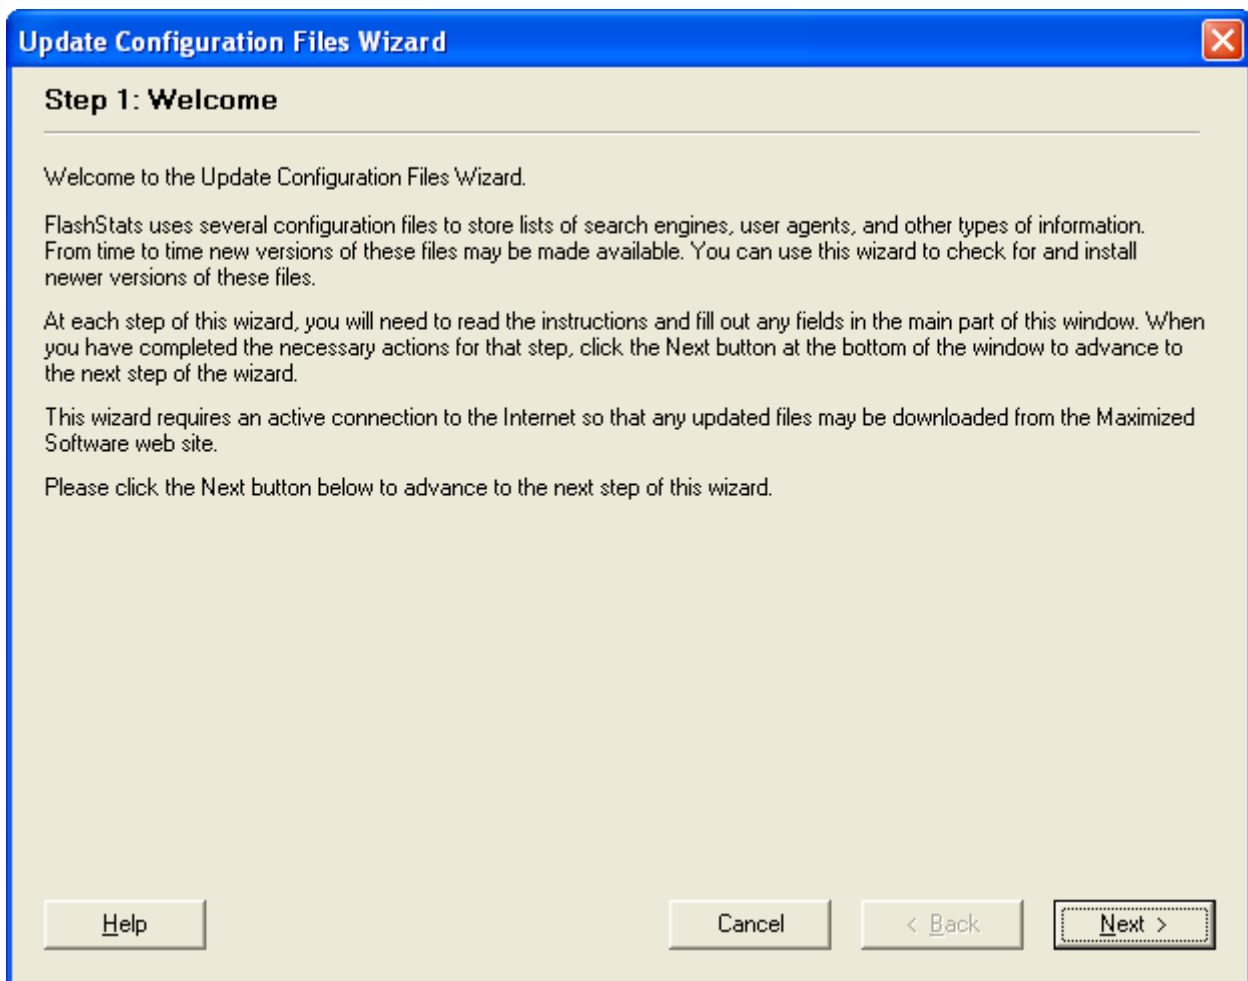 Update Configuration Files Wizard
Step 1: Welcome
Welcome to the Update Configuration Files Wizard.
FlashStats uses several configuration files to store lists of search engines, user agents, and other types of information.
From time to time new versions of these files may be made available. You can use this wizard to check for and install
newer versions of these files.
At each step of this wizard, you will need to read the instructions and fill out any fields in the main part of this window. When
you have completed the necessary actions for that step, click the Next button at the bottom of the window to advance to
the next step of the wizard.
This wizard requires an active connection to the Internet so that any updated files may be downloaded from the Maximized
Software web site.
Please click the Next button below to advance to the next step of this wizard.
Help Cancel < Back Next >